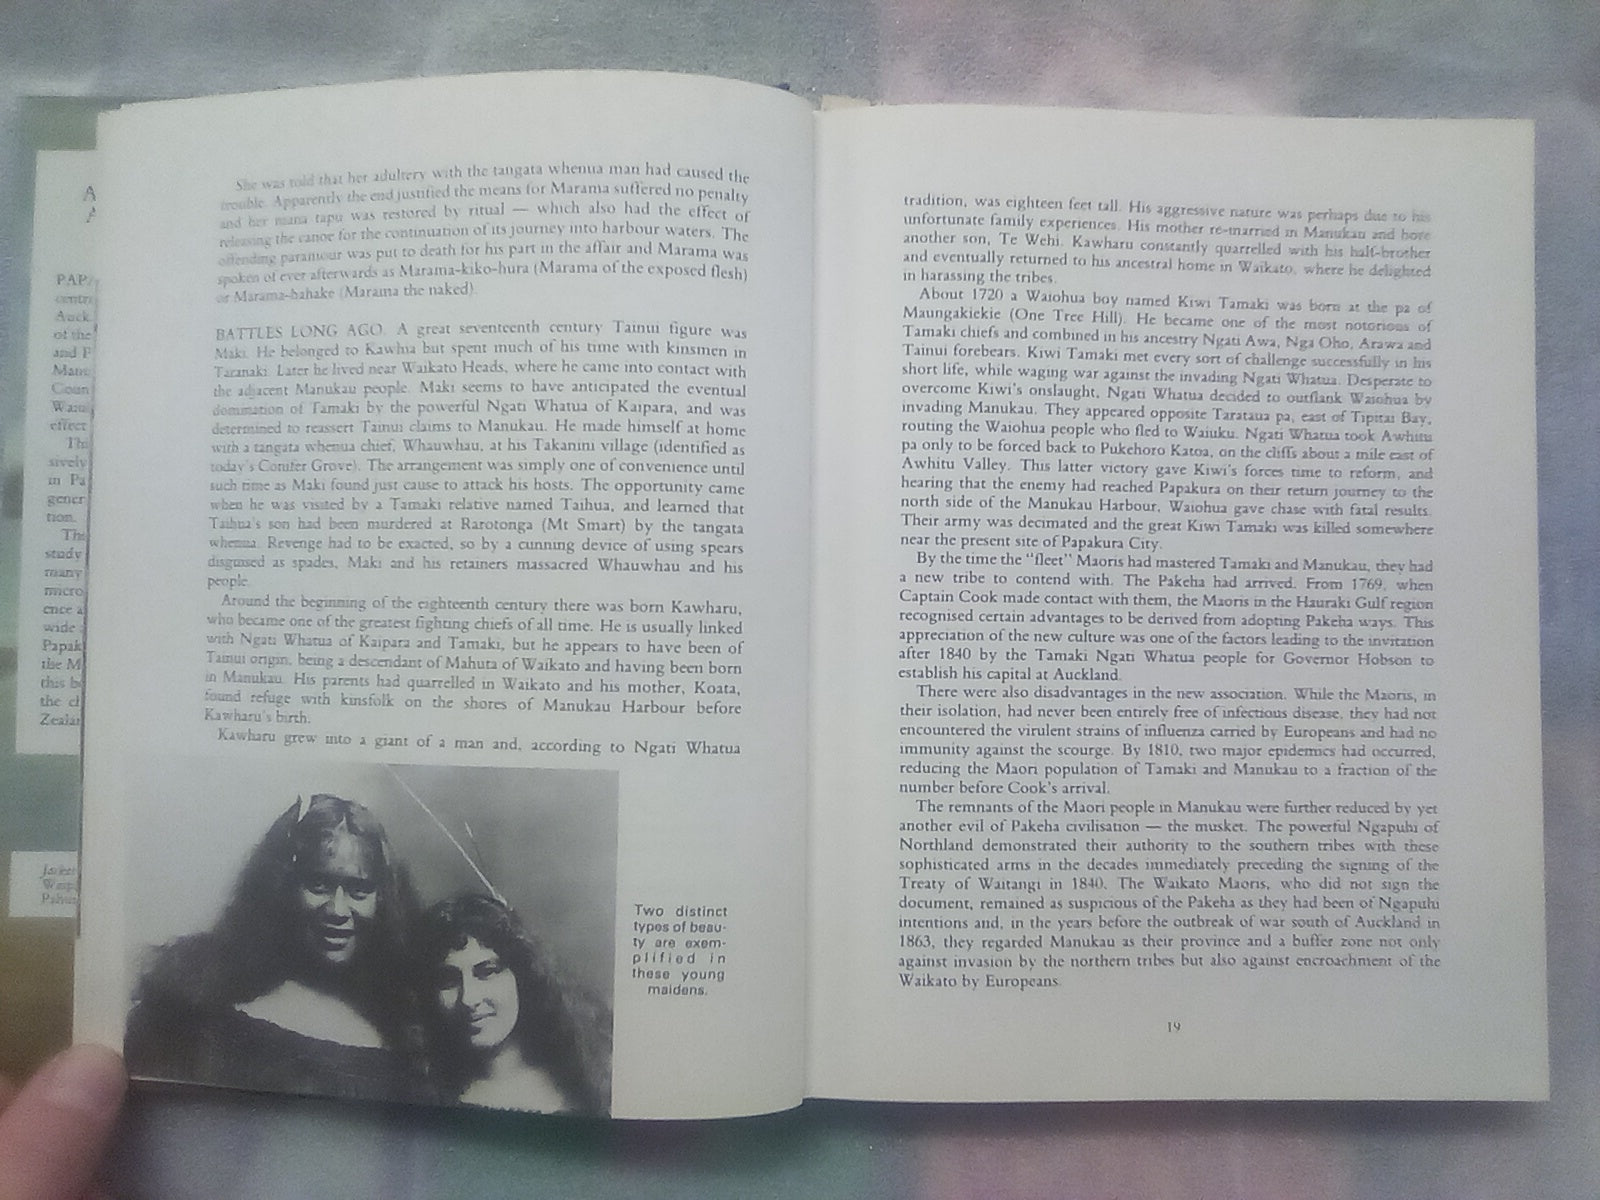 She was told that her adultery with the tangata whenua man had caused the
trouble. Apparently the end justified the means for Marama suffered no penalty
and her mana tapu was restored by ritual — which also had the effect of
releasing the canoe for the continuation of its journey into harbour waters. The
offending paramour was put to death for his part in the affair and Marama was
spoken of ever afterwards as Marama-kiko-hura (Marama of the exposed flesh)
or Marama-hahake (Marama the naked).
BATTLES LONG AGO. A great seventeenth century Tainui figure was
Maki. He belonged to Kawhia but spent much of his time with kinsmen in
Taranaki. Later he lived near Waikato Heads, where he came into contact with
the adjacent Manukau people. Maki seems to have anticipated the eventual
domination of Tamaki by the powerful Ngati Whatua of Kaipara, and was
determined to reassert Tainui claims to Manukau. He made himself at home
with a tangata whenua chief, Whauwhau, at his Takanini village (identified as
today's Conifer Grove). The arrangement was simply one of convenience until
such time as Maki found just cause to attack his hosts. The opportunity came
when he was visited by a Tamaki relative named Taihua, and learned that
Taihua's son had been murdered at Rarotonga (Mt Smart) by the tangata
whenua. Revenge had to be exacted, so by a cunning device of using spears
disguised as spades, Maki and his retainers massacred Whauwhau and his
people.
Around the beginning of the eighteenth century there was born Kawharu,
who became one of the greatest fighting chiefs of all time. He is usually linked
with Ngati Whatua of Kaipara and Tamaki, but he appears to have been of
Tainui origin, being a descendant of Mahuta of Waikato and having been born
in Manukau. His parents had quarrelled in Waikato and his mother, Koata,
found refuge with kinsfolk on the shores of Manukau Harbour before
Kawharu's birth.
Kawharu grew into a giant of a man and, according to Ngati Whatua
Two distinct
types of beau-
ty are exem-
plified in
these young
maidens.
tradition, was eighteen feet tall. His aggressive nature was perhaps due to his
unfortunate family experiences. His mother re-married in Manukau and bore
another son, Te Wehi. Kawharu constantly quarrelled with his half-brother
and eventually returned to his ancestral home in Waikato, where he delighted
in harassing the tribes.
About 1720 a Waiohua boy named Kiwi Tamaki was born at the pa of
Maungakiekie (One Tree Hill). He became one of the most notorious of
Tamaki chiefs and combined in his ancestry Ngati Awa, Nga Oho, Arawa and
Tainui forebears. Kiwi Tamaki met every sort of challenge successfully in his
short life, while waging war against the invading Ngati Whatua. Desperate to
overcome Kiwi's onslaught, Ngati Whatua decided to outflank Waiohua by
invading Manukau. They appeared opposite Tarataua pa, east of Tipitai Bay,
routing the Waiohua people who fled to Waiuku. Ngati Whatua took Awhitu
pa only to be forced back to Pukehoro Katoa, on the cliffs about a mile east of
Awhitu Valley. This latter victory gave Kiwi's forces time to reform, and
hearing that the enemy had reached Papakura on their return journey to the
north side of the Manukau Harbour, Waiohua gave chase with fatal results.
Their army was decimated and the great Kiwi Tamaki was killed somewhere
near the present site of Papakura City.
By the time the "fleet" Maoris had mastered Tamaki and Manukau, they had
a new tribe to contend with. The Pakeha had arrived. From 1769, when
Captain Cook made contact with them, the Maoris in the Hauraki Gulf region
recognised certain advantages to be derived from adopting Pakeha ways. This
appreciation of the new culture was one of the factors leading to the invitation
after 1840 by the Tamaki Ngati Whatua people for Governor Hobson to
establish his capital at Auckland.
There were also disadvantages in the new association. While the Maoris, in
their isolation, had never been entirely free of infectious disease, they had not
encountered the virulent strains of influenza carried by Europeans and had no
immunity against the scourge. By 1810, two major epidemics had occurred,
reducing the Maori population of Tamaki and Manukau to a fraction of the
number before Cook's arrival.
The remnants of the Maori people in Manukau were further reduced by yet
another evil of Pakeha civilisation — the musket. The powerful Ngapuhi of
Northland demonstrated their authority to the southern tribes with these
sophisticated arms in the decades immediately preceding the signing of the
Treaty of Waitangi in 1840. The Waikato Maoris, who did not sign the
document, remained as suspicious of the Pakeha as they had been of Ngapuhi
intentions and, in the years before the outbreak of war south of Auckland in
1863, they regarded Manukau as their province and a buffer zone not only
against invasion by the northern tribes but also against encroachment of the
Waikato by Europeans.
19